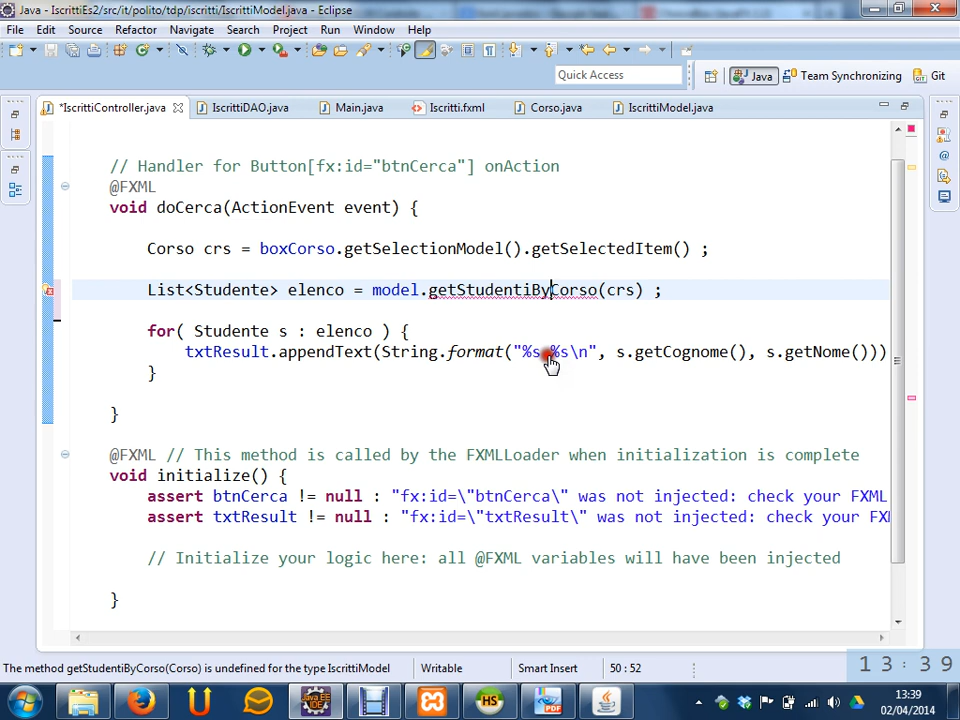 Java - IscrittiEs2/src/it/polito/tdp/iscritti/IscrittiModel.java - Eclipse
File Edit Source Refactor Navigate Search Project Run Window Help
Quick Access Java Team Synchronizing Git
*IscrittiController.java IscrittiDAO.java Main.java Iscritti.fxml Corso.java IscrittiModel.java
// Handler for Button[fx:id="btnCerca"] onAction
@FXML
void doCerca(ActionEvent event) {
Corso crs = boxCorso.getSelectionModel().getSelectedItem() ;
List<Studente> elenco = model.getStudentiByCorso(crs) ;
for( Studente s : elenco ) {
txtResult.appendText(String.format("%s %s\n", s.getCognome(), s.getNome()))
}
}
@FXML // This method is called by the FXMLLoader when initialization is complete
void initialize() {
assert btnCerca != null : "fx:id=\"btnCerca\" was not injected: check your FXML
assert txtResult != null : "fx:id=\"txtResult\" was not injected: check your FXM
// Initialize your logic here: all @FXML variables will have been injected
}
The method getStudentiByCorso(Corso) is undefined for the type IscrittiModel Writable Smart Insert 50 : 52
13:39
13:39
02/04/2014